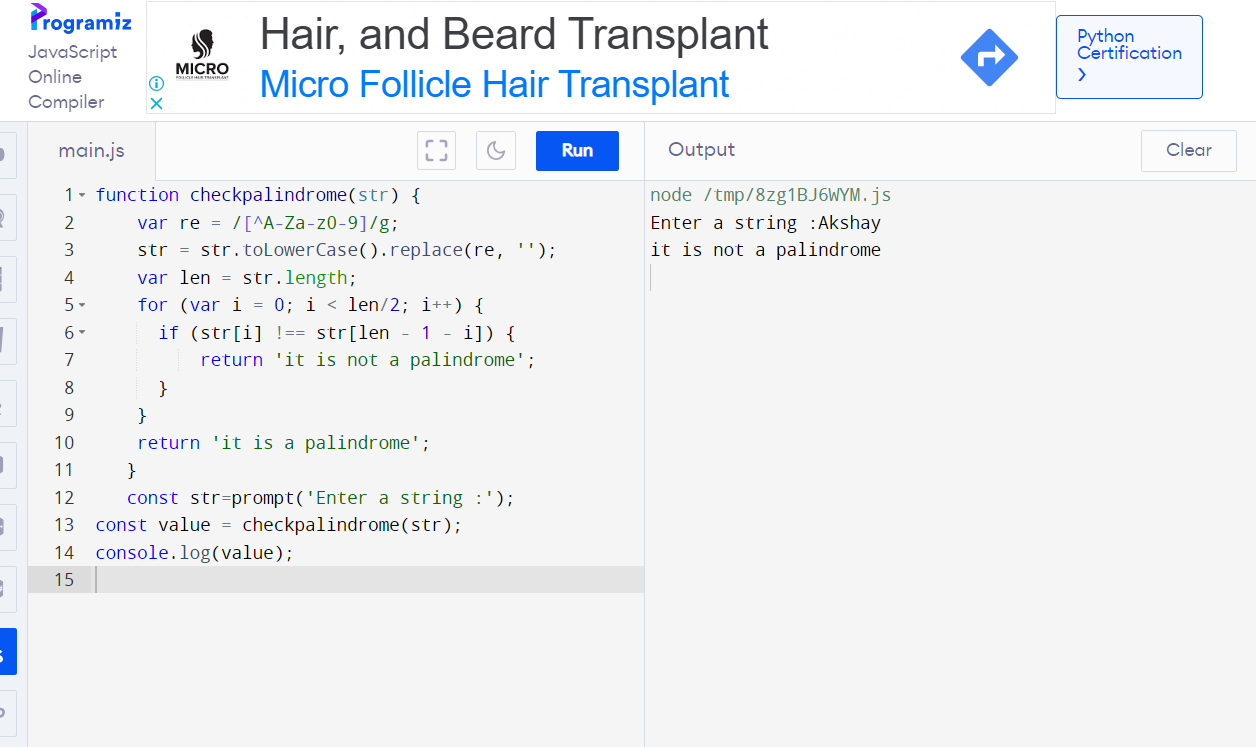 Programiz
JavaScript
Online
Compiler
MICRO
Hair, and Beard Transplant
Micro Follicle Hair Transplant
Python
Certification
main.js
Run
Output
Clear
1 function checkpalindrome(str) {
2 var re = /[^A-Za-z0-9]/g;
3 str = str.toLowerCase().replace(re, '');
4 var len = str.length;
5 for (var i = 0; i < len/2; i++) {
6 if (str[i] !== str[len - 1 - i]) {
7 return 'it is not a palindrome';
8 }
9 }
10 return 'it is a palindrome';
11 }
12 const str=prompt('Enter a string :');
13 const value = checkpalindrome(str);
14 console.log(value);
15
node /tmp/8zg1BJ6WYM.js
Enter a string :Akshay
it is not a palindrome